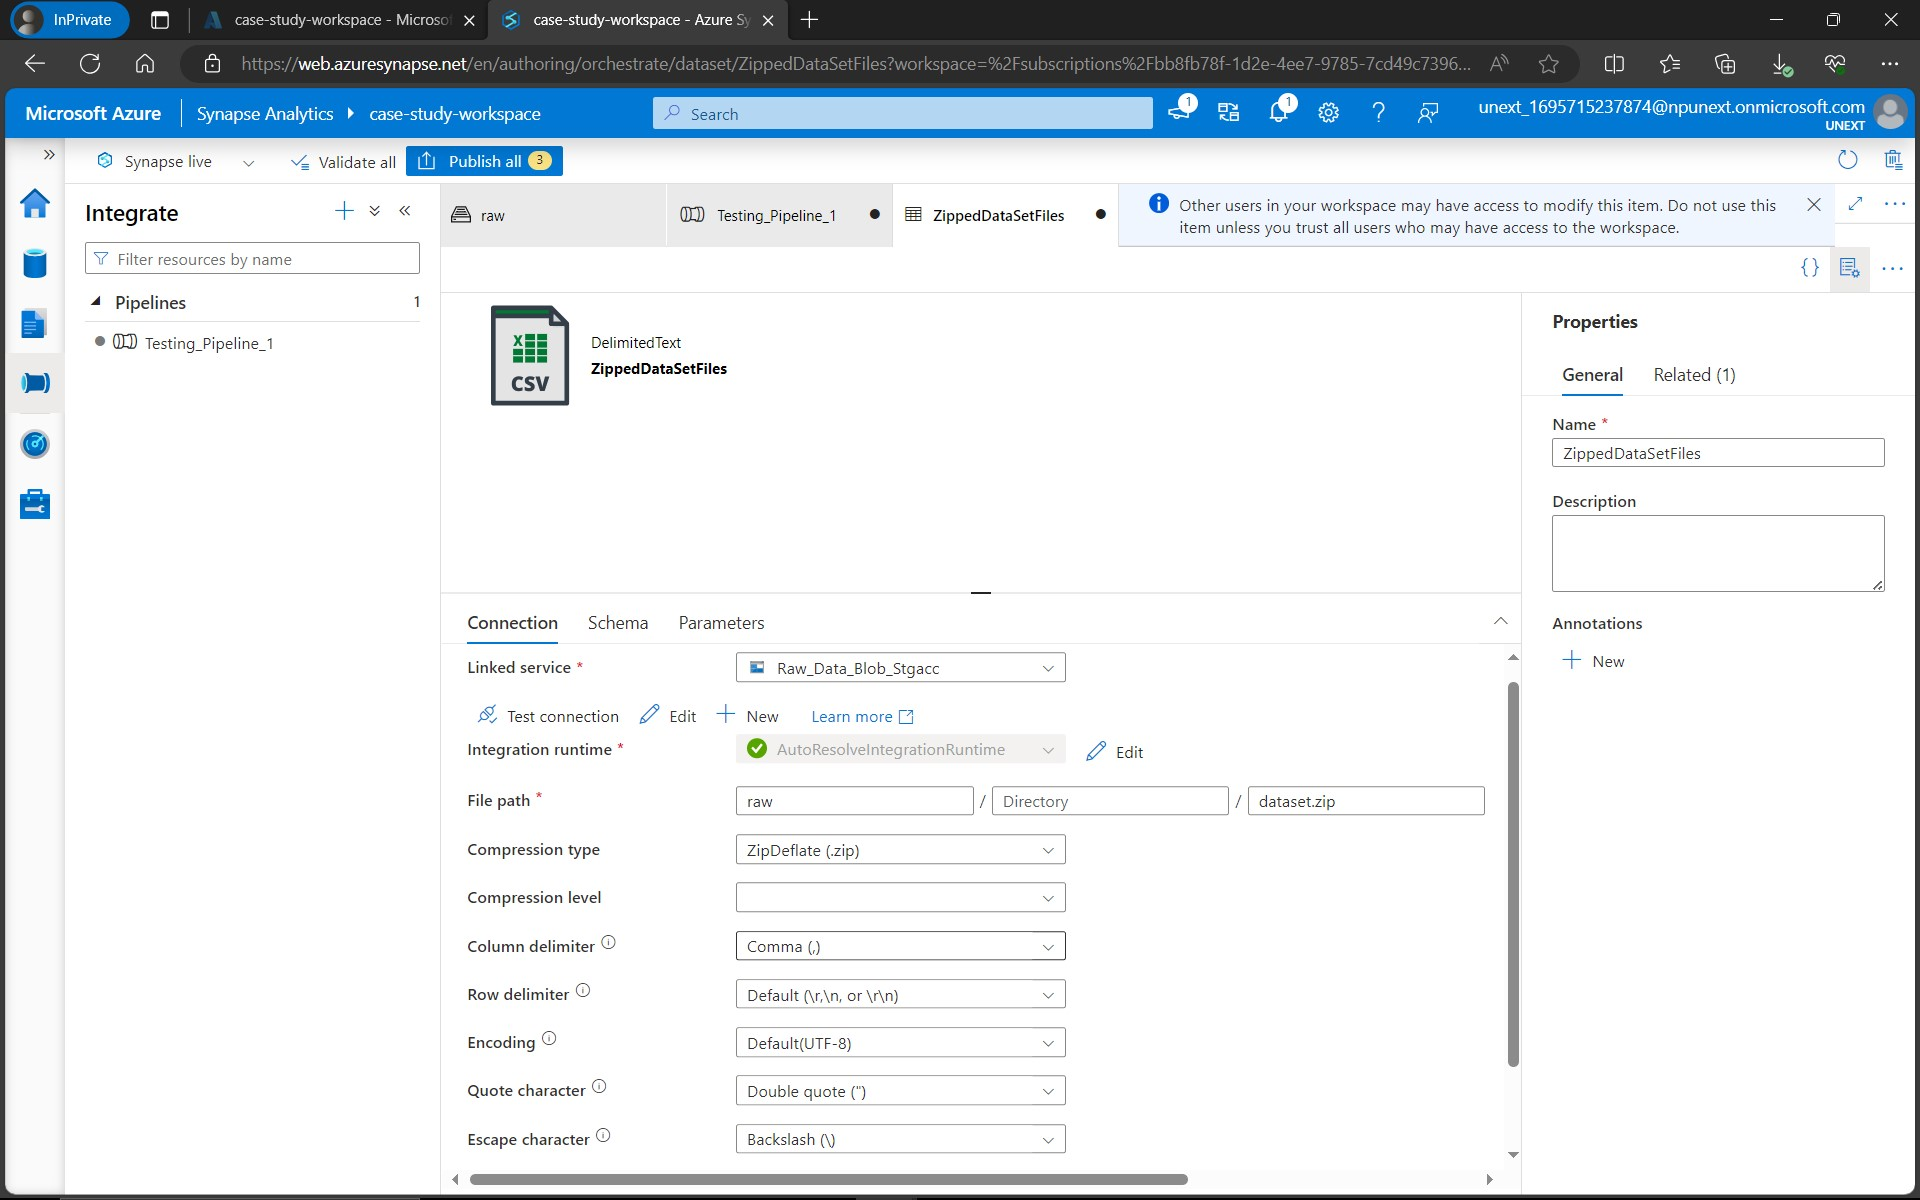 InPrivate
case-study-workspace - Microsof
case-study-workspace - Azure Sy
https://web.azuresynapse.net/en/authoring/orchestrate/dataset/ZippedDataSetFiles?workspace=%2Fsubscriptions%2Fbb8fb78f-1d2e-4ee7-9785-7cd49c7396...
Microsoft Azure
Synapse Analytics
case-study-workspace
Search
1
1
unext_1695715237874@npunext.onmicrosoft.com
UNEXT
Synapse live
Validate all
Publish all 3
Integrate
Filter resources by name
Pipelines 1
Testing_Pipeline_1
raw
Testing_Pipeline_1
ZippedDataSetFiles
Other users in your workspace may have access to modify this item. Do not use this
item unless you trust all users who may have access to the workspace.
CSV
DelimitedText
ZippedDataSetFiles
Properties
General
Related (1)
Name *
ZippedDataSetFiles
Description
Annotations
New
Connection
Schema
Parameters
Linked service *
Raw_Data_Blob_Stgacc
Test connection
Edit
New
Learn more
Integration runtime *
AutoResolveIntegrationRuntime
Edit
File path *
raw / Directory / dataset.zip
Compression type
ZipDeflate (.zip)
Compression level
Column delimiter
Comma (,)
Row delimiter
Default (\r,\n, or \r\n)
Encoding
Default(UTF-8)
Quote character
Double quote (")
Escape character
Backslash (\)